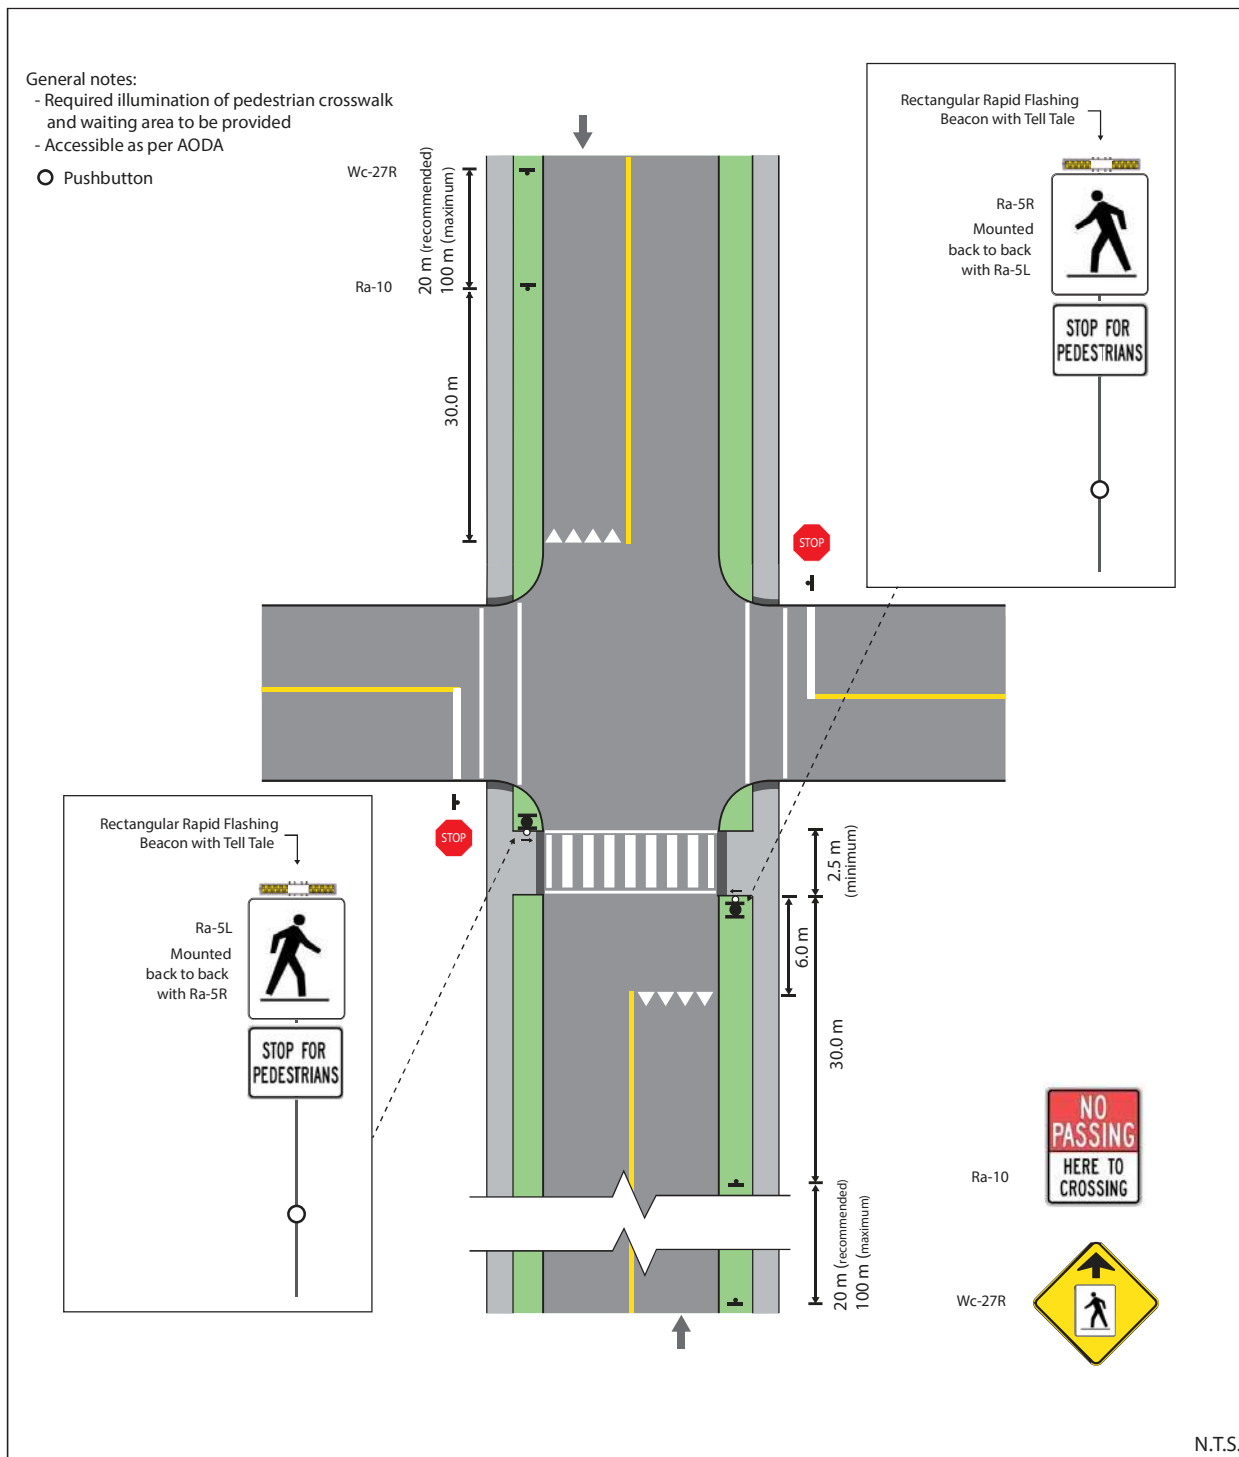 General notes:
- Required illumination of pedestrian crosswalk
and waiting area to be provided
- Accessible as per AODA
Pushbutton
Wc-27R
20 m (recommended)
100 m (maximum)
Ra-10
30.0 m
Rectangular Rapid Flashing
Beacon with Tell Tale
Ra-5R
Mounted
back to back
with Ra-5L
STOP FOR
PEDESTRIANS
STOP
Rectangular Rapid Flashing
Beacon with Tell Tale
Ra-5L
Mounted
back to back
with Ra-5R
STOP FOR
PEDESTRIANS
STOP
2.5 m
(minimum)
6.0 m
30.0 m
20 m (recommended)
100 m (maximum)
Ra-10
NO
PASSING
HERE TO
CROSSING
Wc-27R
N.T.S.